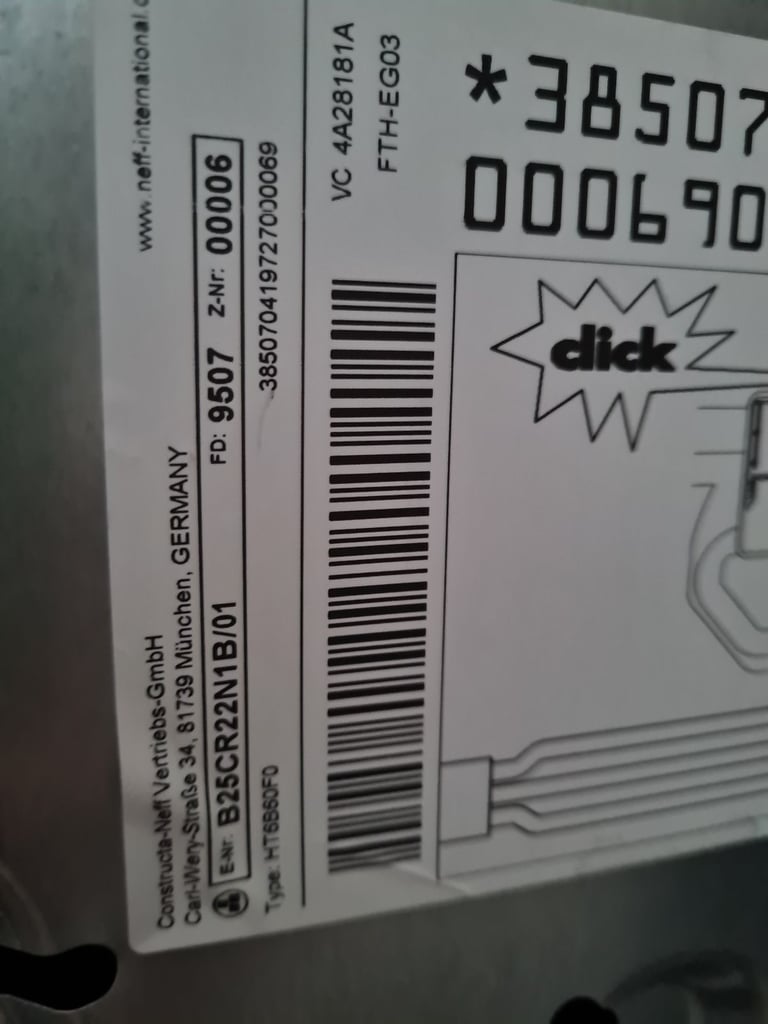 www.neff-international.c
Constructa-Neff Vertriebs-GmbH
Carl-Wery-Straße 34, 81739 München, GERMANY
E-Nr: B25CR22N1B/01 FD: 9507 Z-Nr: 00006
Type: HT6B60F0 385070419727000069
VC 4A28181A
FTH-EG03
*38507
000690
click